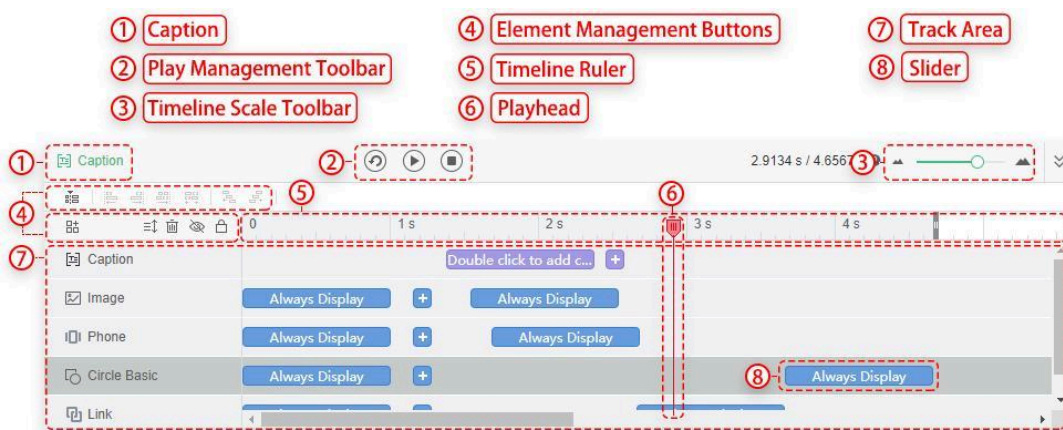 ① Caption ④ Element Management Buttons ⑦ Track Area
② Play Management Toolbar ⑤ Timeline Ruler ⑧ Slider
③ Timeline Scale Toolbar ⑥ Playhead
① Caption ② 2.9134 s / 4.6567 ③
⑤ ⑥
④ 0 1 s 2 s 3 s 4 s
⑦ Caption Double click to add c... +
Image Always Display + Always Display
Phone Always Display + Always Display
Circle Basic Always Display + ⑧ Always Display
Link